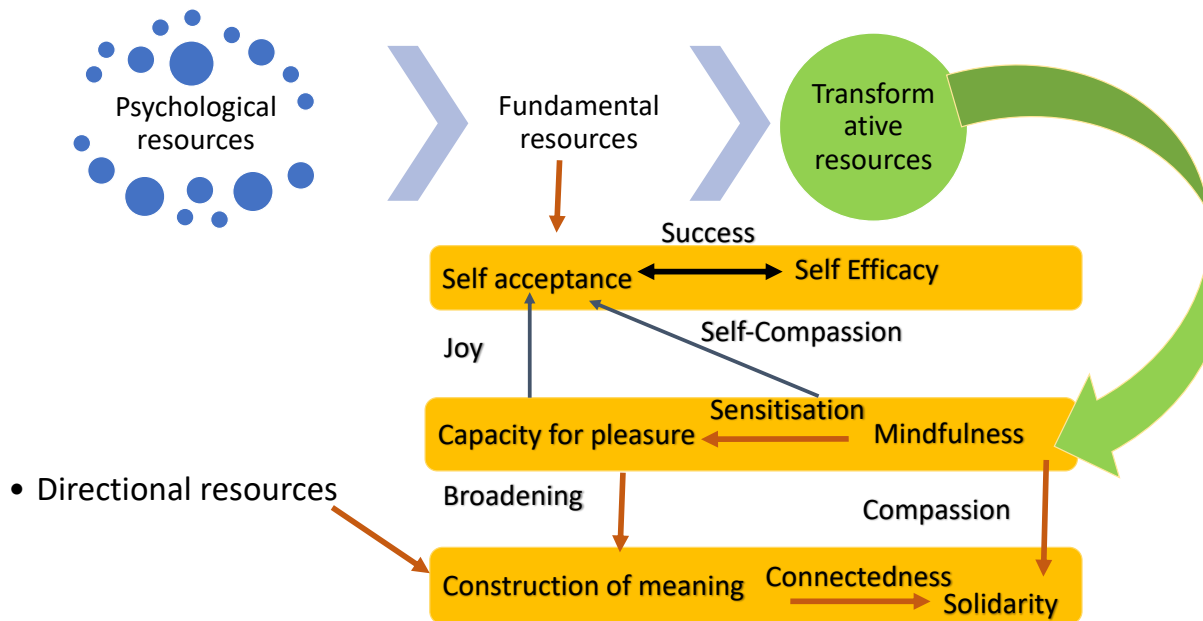 Psychological
resources
Fundamental
resources
Transform
ative
resources
Success
Self acceptance
Self Efficacy
Joy
Self-Compassion
Sensitisation
Capacity for pleasure
Mindfulness
• Directional resources
Broadening
Compassion
Construction of meaning
Connectedness
Solidarity